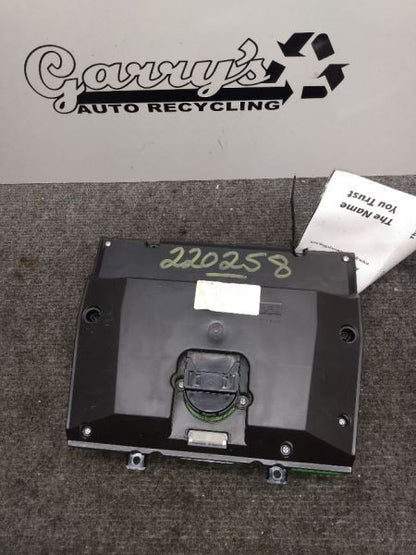 Garry's
AUTO RECYCLING
The Name
You Trust
220258